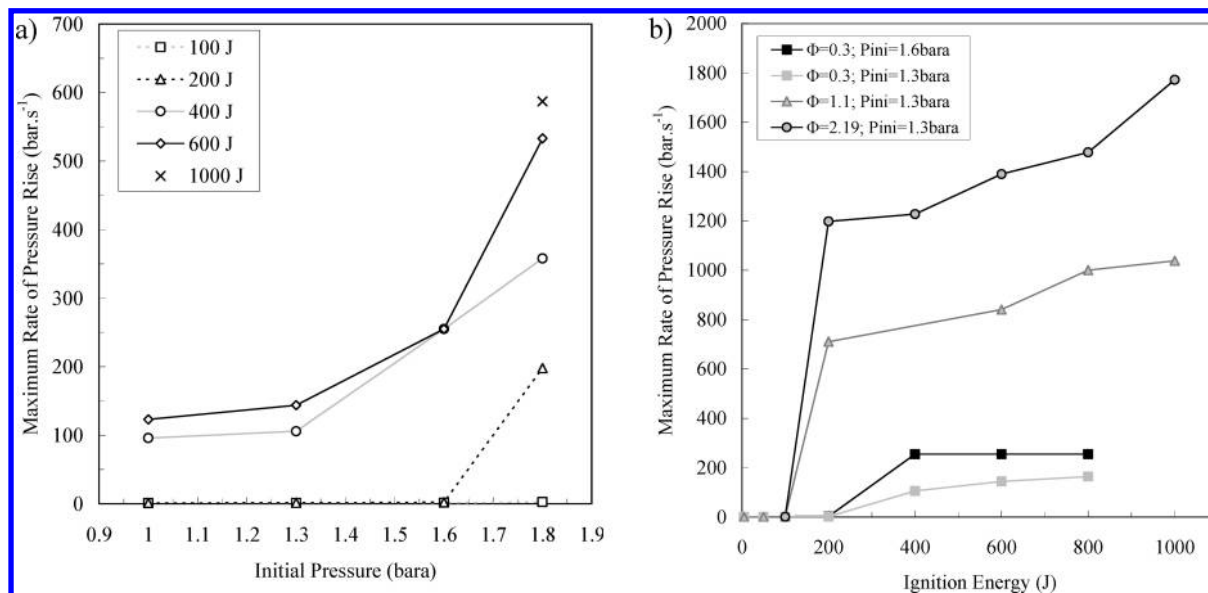 a)
Maximum Rate of Pressure Rise (bar.s⁻¹)
700
600
500
400
300
200
100
0
100 J
200 J
400 J
600 J
1000 J
0.9 1 1.1 1.3 1.3 1.4 1.5 1.6 1.7 1.8 1.9
Initial Pressure (bara)
b)
Maximum Rate of Pressure Rise (bar.s⁻¹)
2000
1800
1600
1400
1200
1000
800
600
400
200
0
Φ=0.3; Pini=1.6bara
Φ=0.3; Pini=1.3bara
Φ=1.1; Pini=1.3bara
Φ=2.19; Pini=1.3bara
0 200 400 600 800 1000
Ignition Energy (J)